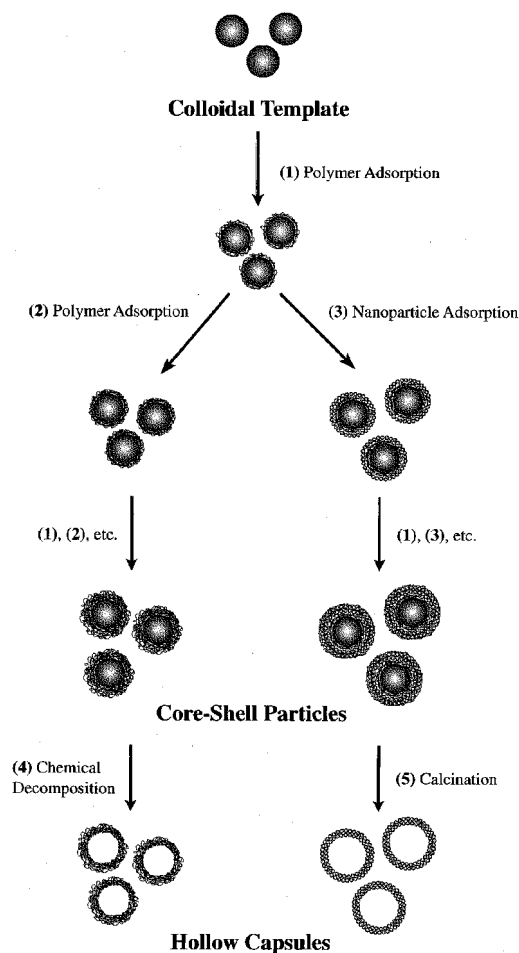 Colloidal Template
(1) Polymer Adsorption
(2) Polymer Adsorption
(3) Nanoparticle Adsorption
(1), (2), etc.
(1), (3), etc.
Core-Shell Particles
(4) Chemical
Decomposition
(5) Calcination
Hollow Capsules